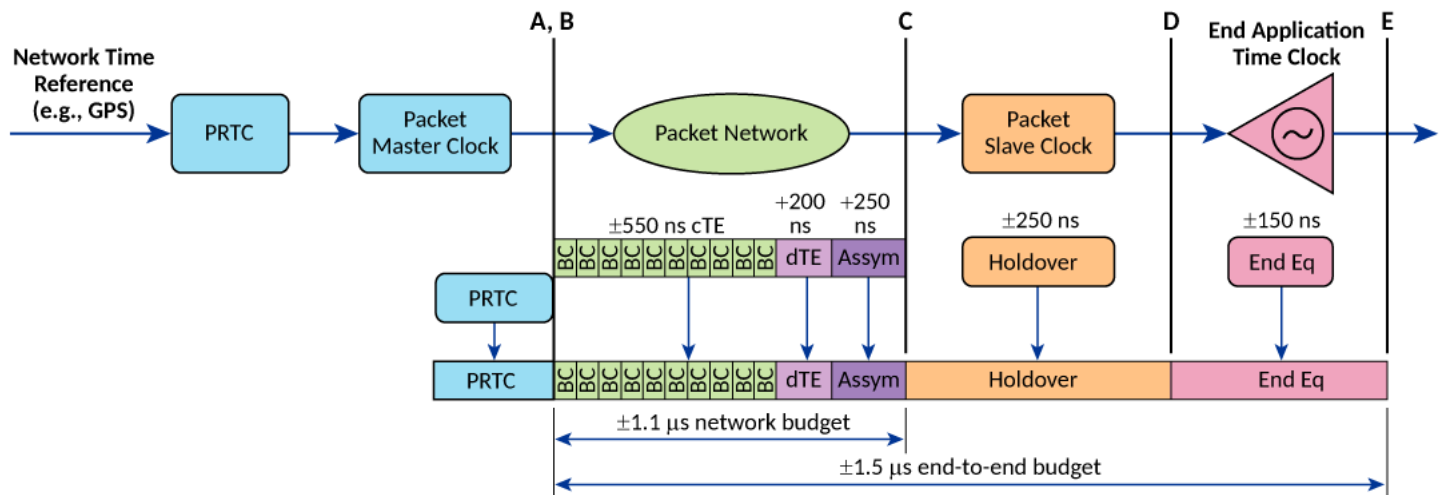 A, B
C
D
E
Network Time
Reference
(e.g., GPS)
End Application
Time Clock
PRTC
Packet
Master Clock
Packet Network
Packet
Slave Clock
±550 ns cTE
+200
ns
+250
ns
±250 ns
±150 ns
BC BC BC BC BC BC BC BC BC BC dTE Assym
Holdover
End Eq
PRTC
PRTC BC BC BC BC BC BC BC BC BC BC dTE Assym Holdover End Eq
±1.1 µs network budget
±1.5 µs end-to-end budget